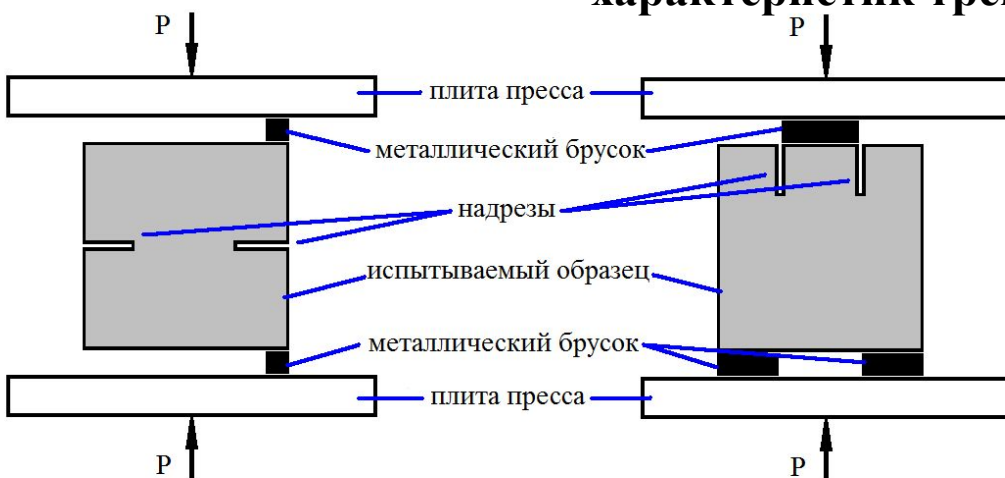 P
P
плита пресса
металлический брусок
надрезы
испытываемый образец
металлический брусок
плита пресса
P
P